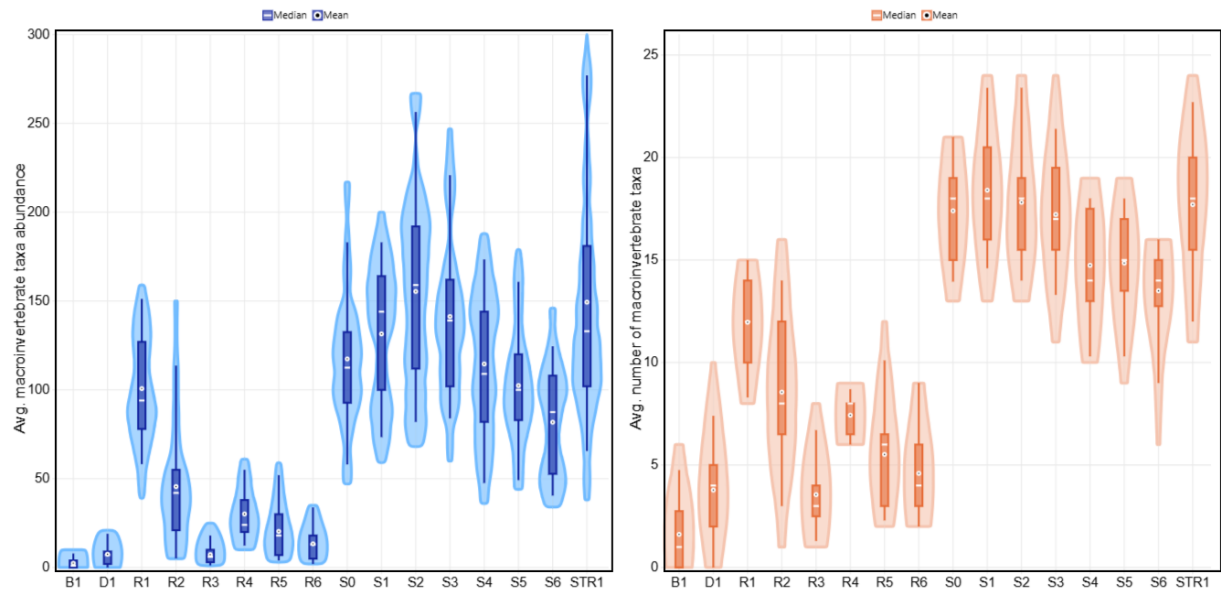 Median Mean
Avg. macroinvertebrate taxa abundance
300
250
200
150
100
50
0
B1 D1 R1 R2 R3 R4 R5 R6 S0 S1 S2 S3 S4 S5 S6 STR1
Median Mean
Avg. number of macroinvertebrate taxa
25
20
15
10
5
0
B1 D1 R1 R2 R3 R4 R5 R6 S0 S1 S2 S3 S4 S5 S6 STR1